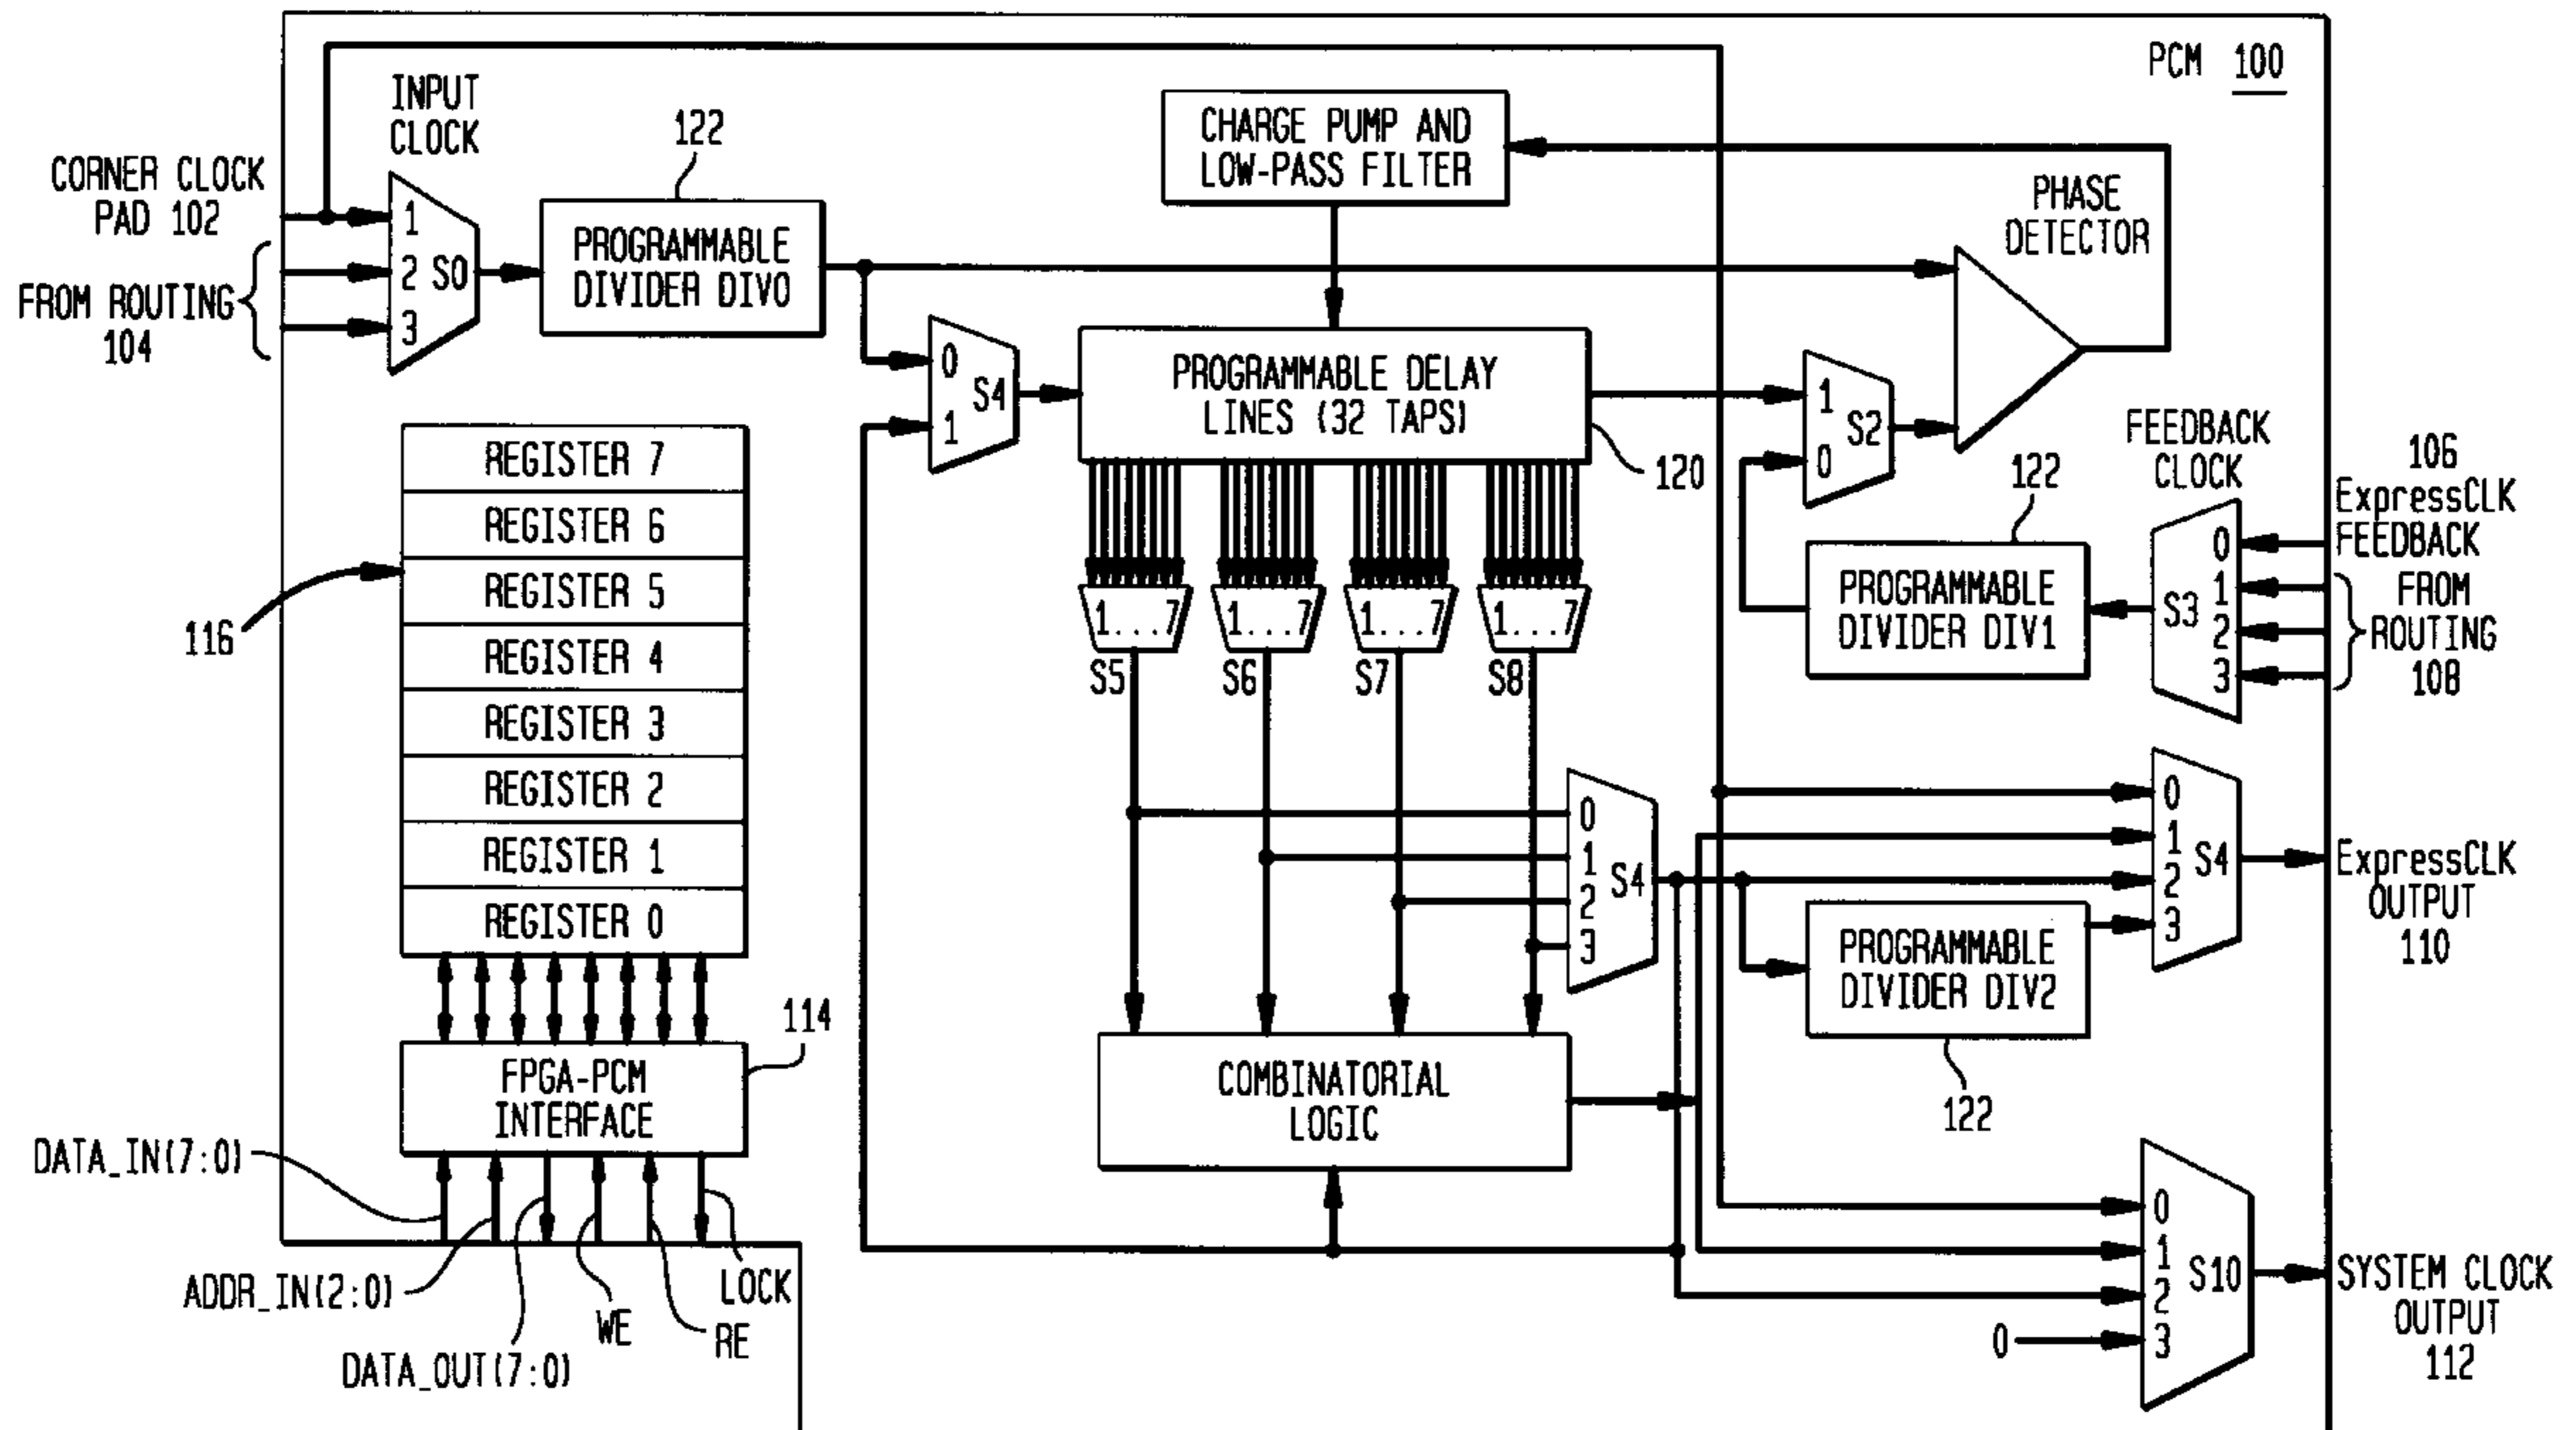 PCM 100
INPUT
CLOCK
122
CORNER CLOCK
PAD 102
FROM ROUTING
104
1
2
3
S0
PROGRAMMABLE
DIVIDER DIV0
CHARGE PUMP AND
LOW-PASS FILTER
PHASE
DETECTOR
0
1
S4
PROGRAMMABLE DELAY
LINES (32 TAPS)
120
1
0
S2
FEEDBACK
CLOCK
122
106
ExpressCLK
FEEDBACK
FROM
ROUTING
108
0
1
2
3
S3
PROGRAMMABLE
DIVIDER DIV1
REGISTER 7
REGISTER 6
REGISTER 5
REGISTER 4
REGISTER 3
REGISTER 2
REGISTER 1
REGISTER 0
116
1...7
1...7
1...7
1...7
S5
S6
S7
S8
0
1
2
3
S4
0
1
2
3
S4
ExpressCLK
OUTPUT
110
PROGRAMMABLE
DIVIDER DIV2
122
114
FPGA-PCM
INTERFACE
COMBINATORIAL
LOGIC
DATA_IN(7:0)
ADDR_IN(2:0)
DATA_OUT(7:0)
WE
RE
LOCK
0
1
2
3
S10
0
SYSTEM CLOCK
OUTPUT
112